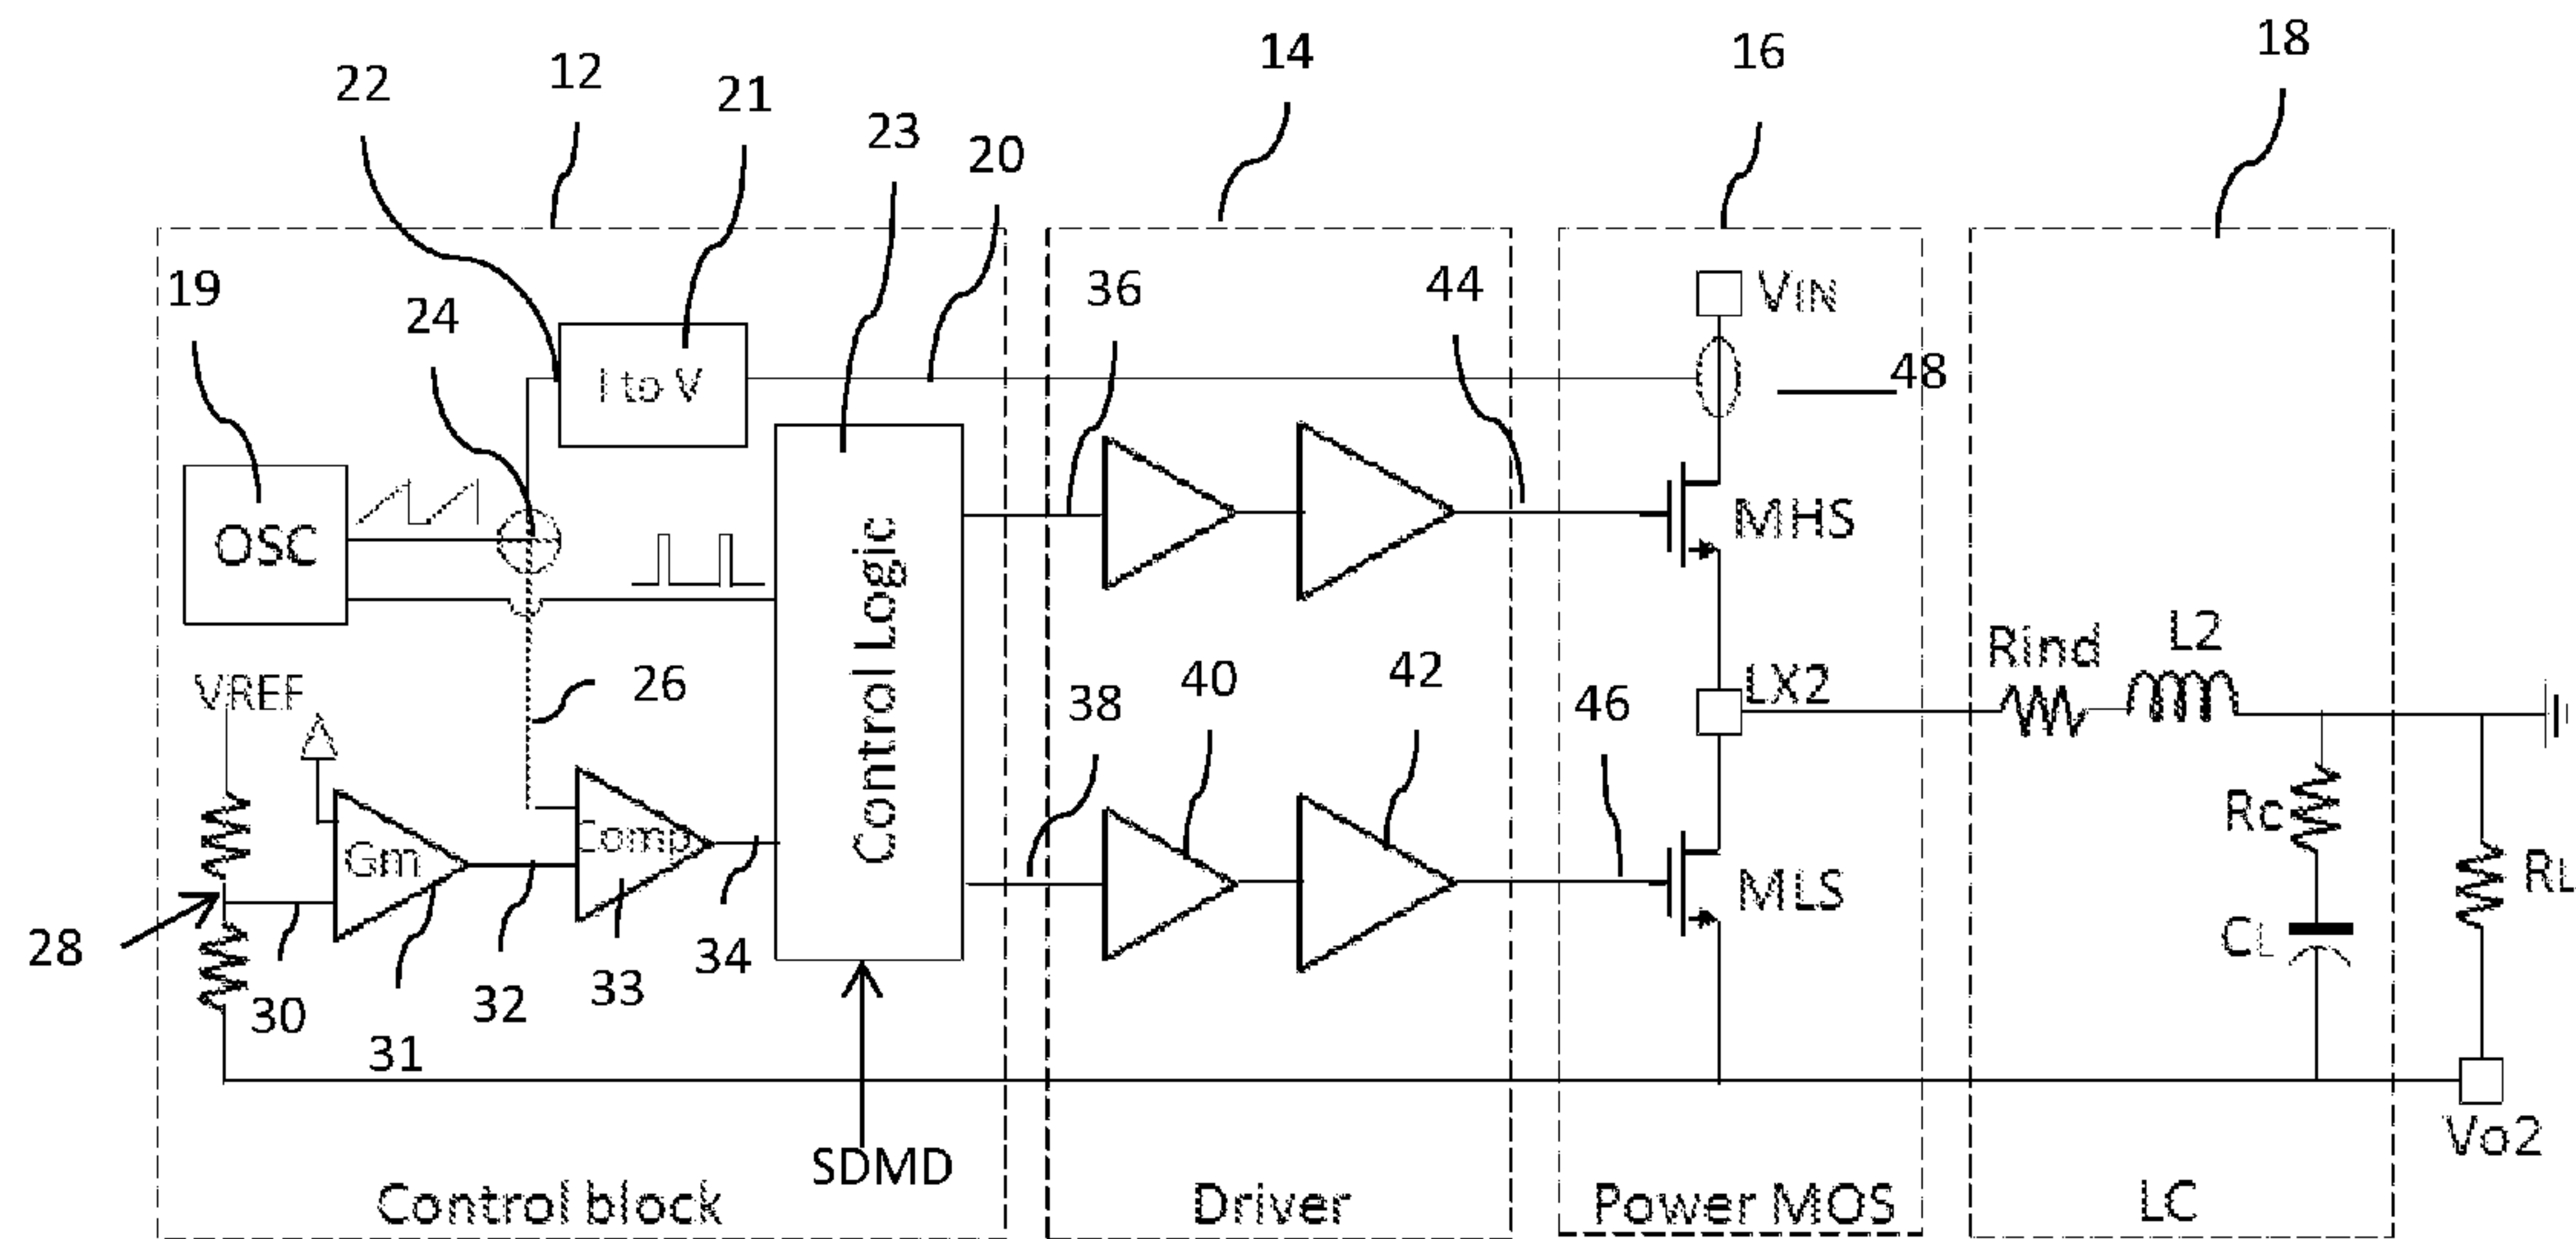 12
14
16
18
22
21
23
20
19
24
36
44
VIN
48
I to V
OSC
MHS
Control Logic
VREF
26
38
40
42
46
LX2
Rind
L2
Gm
Comp
MLS
Rc
CL
RL
28
30
31
32
33
34
SDMD
Vo2
Control block
Driver
Power MOS
LC